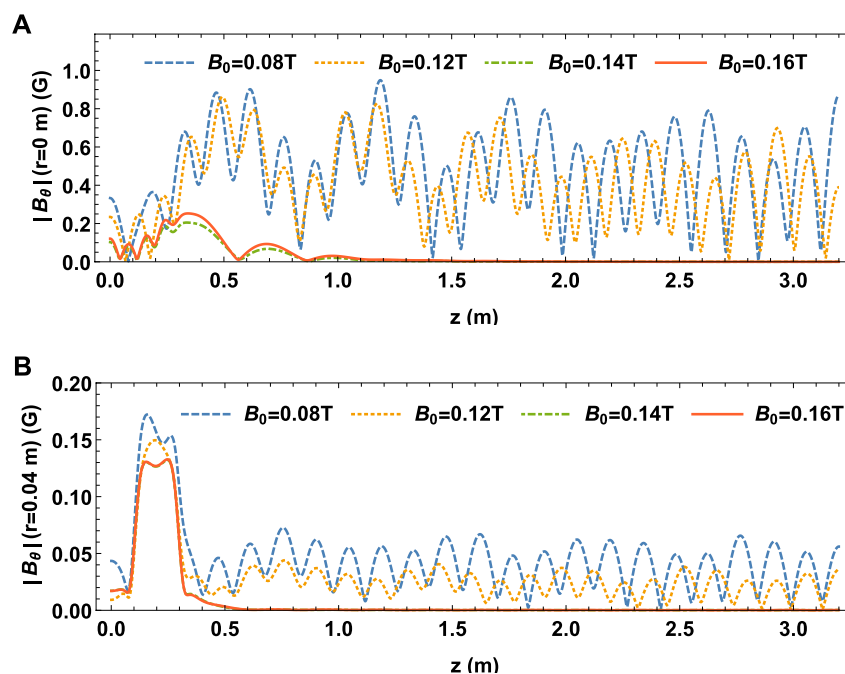 A
B₀=0.08T B₀=0.12T B₀=0.14T B₀=0.16T
|Bθ|(r=0 m) (G)
1.0
0.8
0.6
0.4
0.2
0.0
0.0 0.5 1.0 1.5 2.0 2.5 3.0
z (m)
B
B₀=0.08T B₀=0.12T B₀=0.14T B₀=0.16T
|Bθ|(r=0.04 m) (G)
0.20
0.15
0.10
0.05
0.00
0.0 0.5 1.0 1.5 2.0 2.5 3.0
z (m)